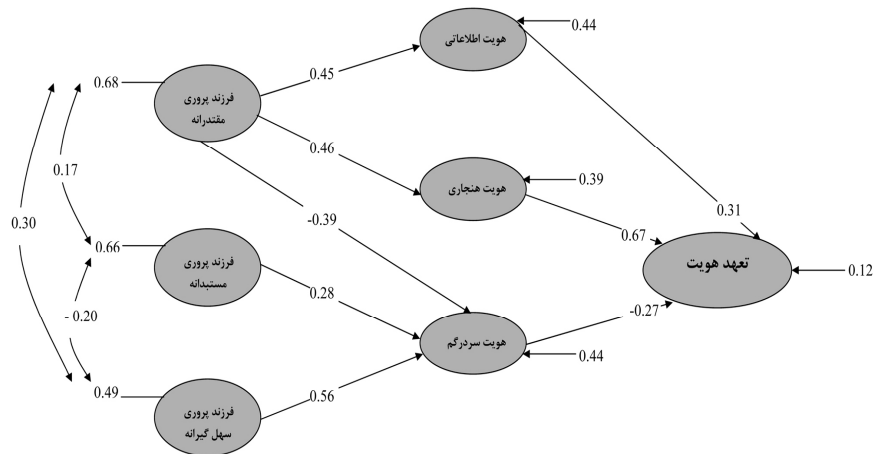 هویت اطلاعاتی
0.44
0.68
فرزند پروری
مقتدرانه
0.45
0.46
0.17
هویت هنجاری
0.39
0.30
-0.39
0.31
0.67
0.66
فرزند پروری
مستبدانه
تعهد هویت
0.12
0.28
- 0.20
-0.27
هویت سردرگم
0.44
0.49
فرزند پروری
سهل گیرانه
0.56